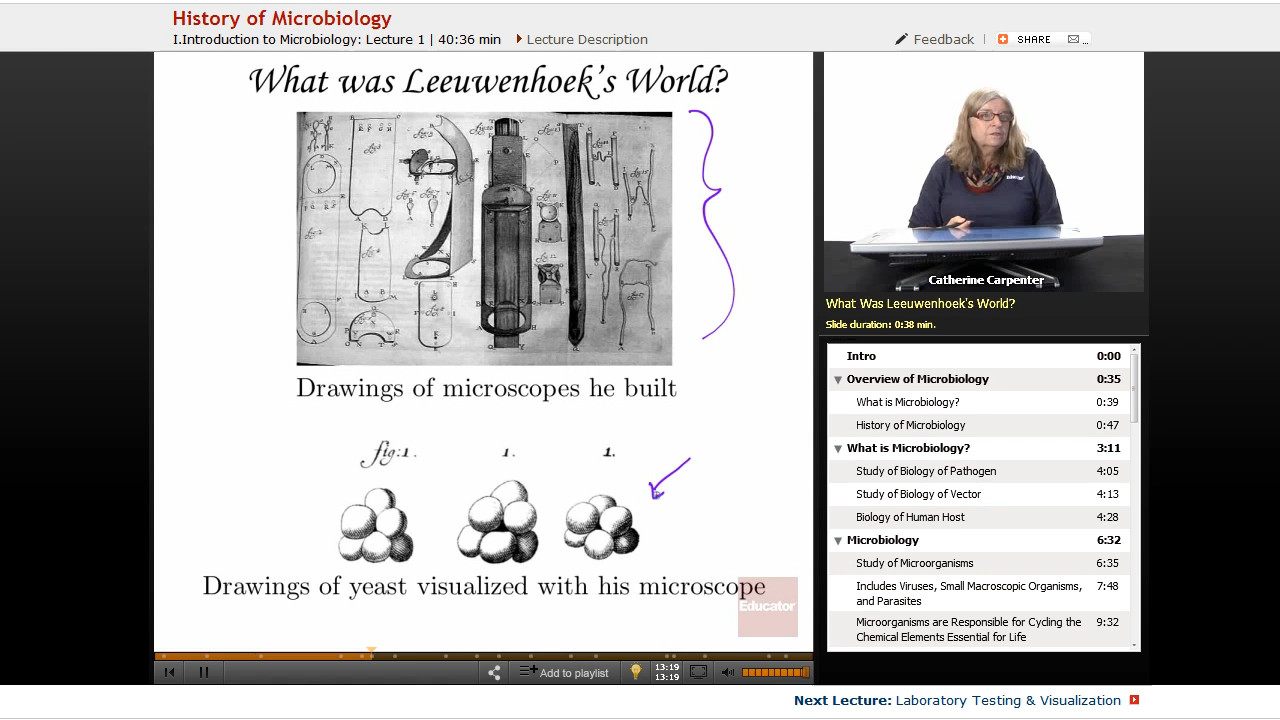 History of Microbiology
I.Introduction to Microbiology: Lecture 1 | 40:36 min
Lecture Description
Feedback
SHARE
What was Leeuwenhoek's World?
Drawings of microscopes he built
fig:1.
1.
1.
Drawings of yeast visualized with his microscope
Educator
Catherine Carpenter
What Was Leeuwenhoek's World?
Slide duration: 0:38 min.
Intro 0:00
Overview of Microbiology 0:35
What is Microbiology? 0:39
History of Microbiology 0:47
What is Microbiology? 3:11
Study of Biology of Pathogen 4:05
Study of Biology of Vector 4:13
Biology of Human Host 4:28
Microbiology 6:32
Study of Microorganisms 6:35
Includes Viruses, Small Macroscopic Organisms, 7:48
and Parasites
Microorganisms are Responsible for Cycling the 9:32
Chemical Elements Essential for Life
Add to playlist
13:19
13:19
Next Lecture: Laboratory Testing & Visualization